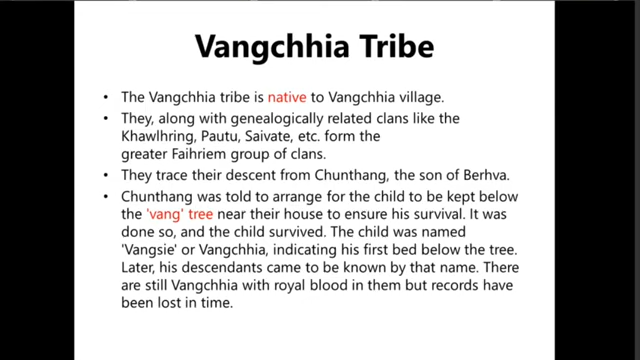 Vangchhia Tribe
• The Vangchhia tribe is native to Vangchhia village.
• They, along with genealogically related clans like the
Khawlhring, Pautu, Saivate, etc. form the
greater Faihriem group of clans.
• They trace their descent from Chunthang, the son of Berhva.
• Chunthang was told to arrange for the child to be kept below
the 'vang' tree near their house to ensure his survival. It was
done so, and the child survived. The child was named
'Vangsie' or Vangchhia, indicating his first bed below the tree.
Later, his descendants came to be known by that name. There
are still Vangchhia with royal blood in them but records have
been lost in time.